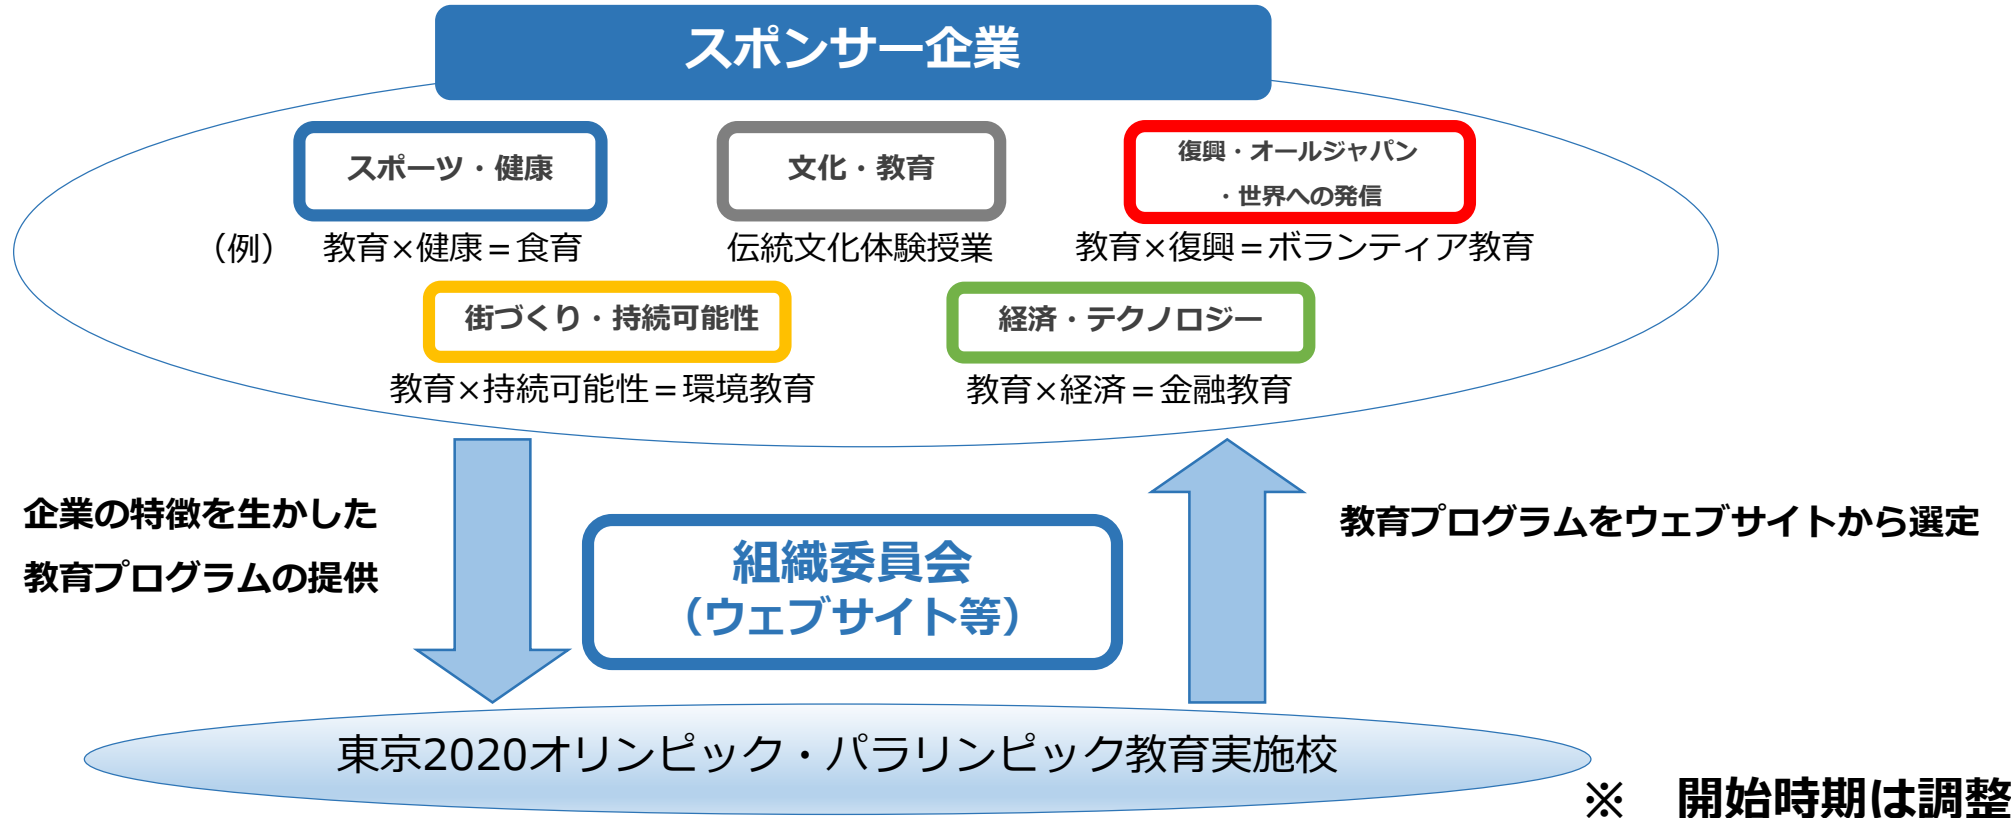 スポンサー企業
スポーツ・健康
文化・教育
復興・オールジャパン
・世界への発信
（例）　教育×健康＝食育
伝統文化体験授業
教育×復興＝ボランティア教育
街づくり・持続可能性
経済・テクノロジー
教育×持続可能性＝環境教育
教育×経済＝金融教育
企業の特徴を生かした
教育プログラムの提供
組織委員会
（ウェブサイト等）
教育プログラムをウェブサイトから選定
東京2020オリンピック・パラリンピック教育実施校
※　開始時期は調整